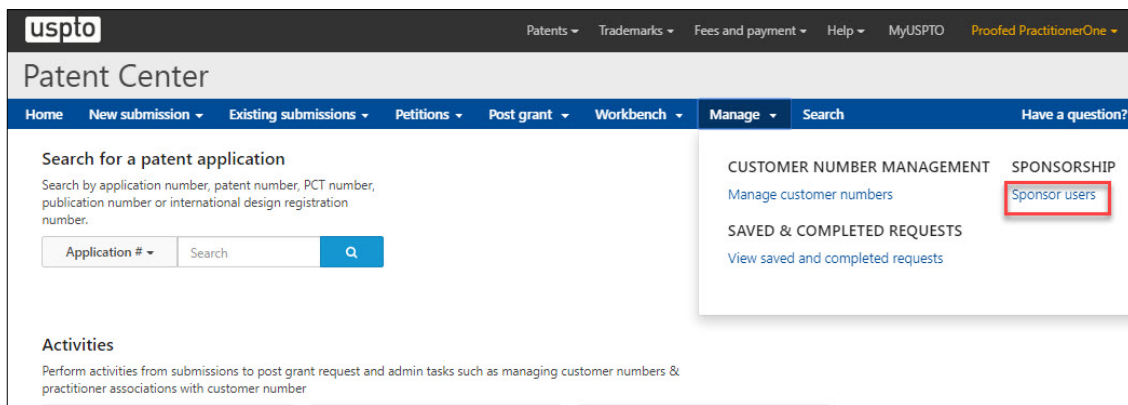 uspto
Patents Trademarks Fees and payment Help MyUSPTO Proofed PractitionerOne
Patent Center
Home New submission Existing submissions Petitions Post grant Workbench Manage Search Have a question?
Search for a patent application
Search by application number, patent number, PCT number,
publication number or international design registration
number.
Application # Search
CUSTOMER NUMBER MANAGEMENT SPONSORSHIP
Manage customer numbers Sponsor users
SAVED & COMPLETED REQUESTS
View saved and completed requests
Activities
Perform activities from submissions to post grant request and admin tasks such as managing customer numbers &
practitioner associations with customer number